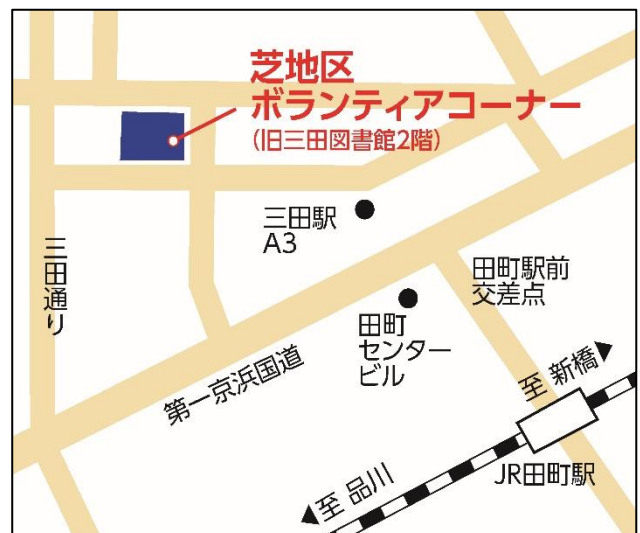 芝地区
ボランティアコーナー
(旧三田図書館2階)
三田駅
A3
三田通り
田町駅前
交差点
田町
センター
ビル
第一京浜国道
至 新橋
JR田町駅
至 品川